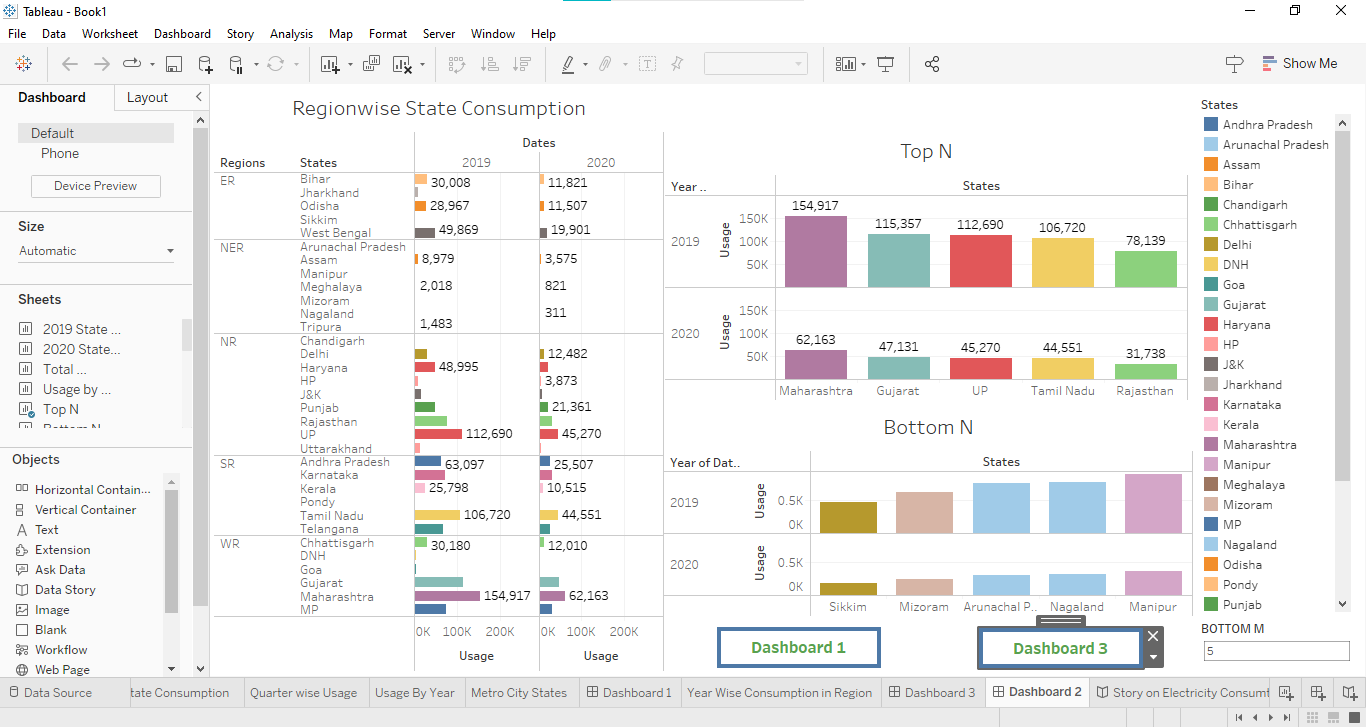 Tableau - Book1
File Data Worksheet Dashboard Story Analysis Map Format Server Window Help
Show Me
Dashboard Layout
Default
Phone
Device Preview
Size
Automatic
Sheets
2019 State ...
2020 State...
Total ...
Usage by ...
Top N
Bottom N
Objects
Horizontal Contain...
Vertical Container
Text
Extension
Ask Data
Data Story
Image
Blank
Workflow
Web Page
Regionwise State Consumption
Dates
Regions States 2019 2020
ER Bihar 30,008 11,821
Jharkhand
Odisha 28,967 11,507
Sikkim
West Bengal 49,869 19,901
NER Arunachal Pradesh
Assam 8,979 3,575
Manipur
Meghalaya 2,018 821
Mizoram
Nagaland 311
Tripura 1,483
NR Chandigarh
Delhi 12,482
Haryana 48,995
HP 3,873
J&K
Punjab 21,361
Rajasthan
UP 112,690 45,270
Uttarakhand
SR Andhra Pradesh 63,097 25,507
Karnataka
Kerala 25,798 10,515
Pondy
Tamil Nadu 106,720 44,551
Telangana
WR Chhattisgarh 30,180 12,010
DNH
Goa
Gujarat
Maharashtra 154,917 62,163
MP
0K 100K 200K 0K 100K 200K
Usage Usage
Top N
Year .. States
2019 Usage 150K 100K 50K
154,917 115,357 112,690 106,720 78,139
2020 Usage 150K 100K 50K
62,163 47,131 45,270 44,551 31,738
Maharashtra Gujarat UP Tamil Nadu Rajasthan
Bottom N
Year of Dat.. States
2019 Usage 0.5K 0K
2020 Usage 0.5K 0K
Sikkim Mizoram Arunachal P.. Nagaland Manipur
Dashboard 1 Dashboard 3
States
Andhra Pradesh
Arunachal Pradesh
Assam
Bihar
Chandigarh
Chhattisgarh
Delhi
DNH
Goa
Gujarat
Haryana
HP
J&K
Jharkhand
Karnataka
Kerala
Maharashtra
Manipur
Meghalaya
Mizoram
MP
Nagaland
Odisha
Pondy
Punjab
BOTTOM M
5
Data Source tate Consumption Quarter wise Usage Usage By Year Metro City States Dashboard 1 Year Wise Consumption in Region Dashboard 3 Dashboard 2 Story on Electricity Consumt